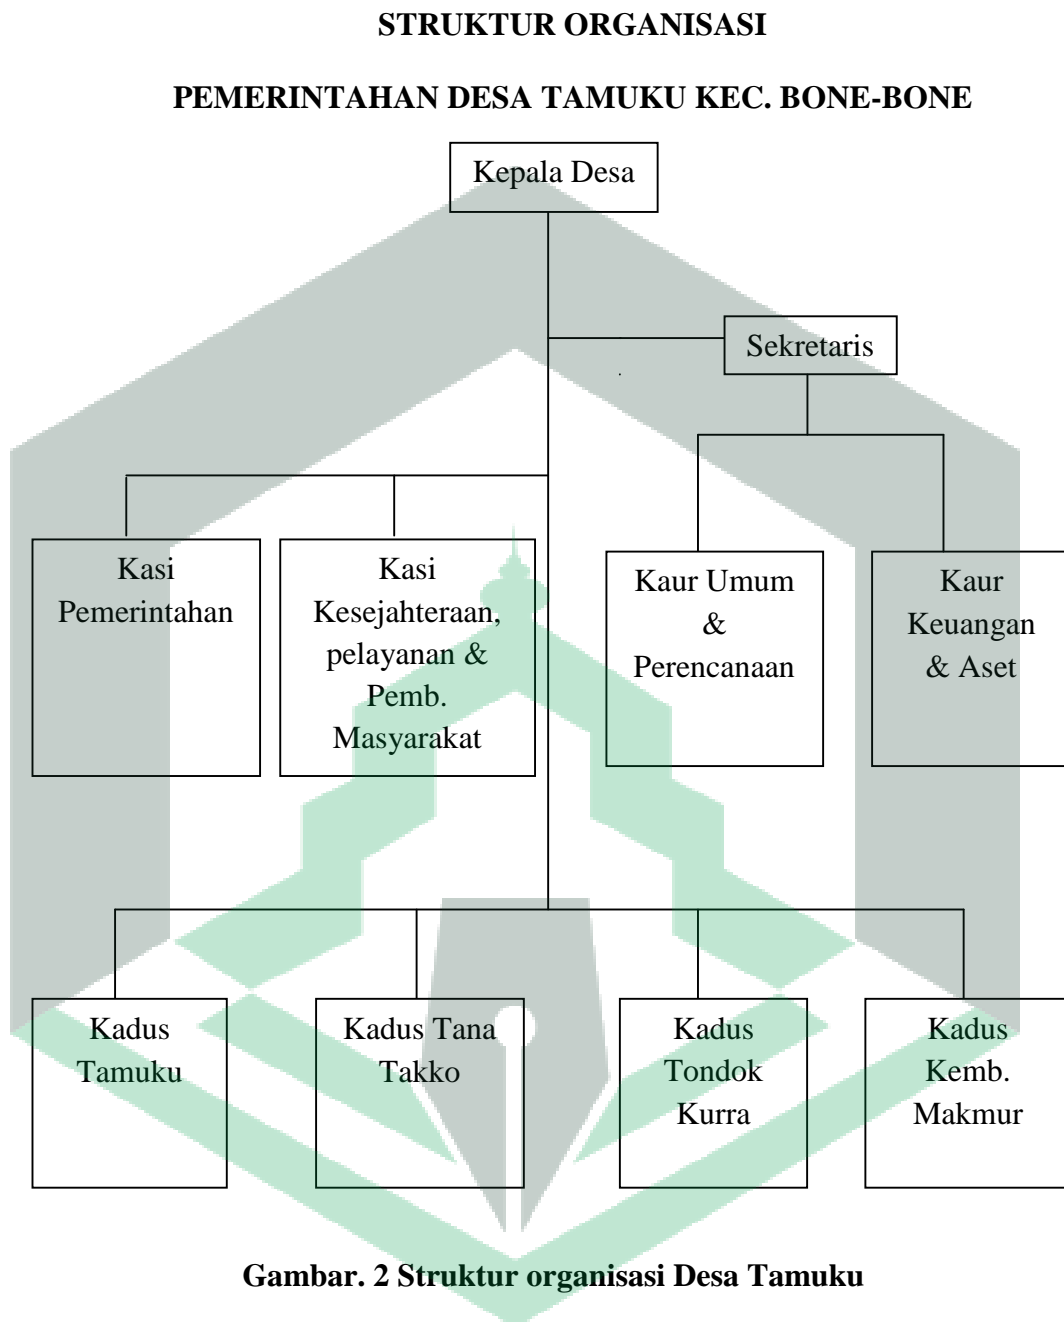 STRUKTUR ORGANISASI
PEMERINTAHAN DESA TAMUKU KEC. BONE-BONE
Kepala Desa
Sekretaris
Kasi
Pemerintahan
Kasi
Kesejahteraan,
pelayanan &
Pemb.
Masyarakat
Kaur Umum
&
Perencanaan
Kaur
Keuangan
& Aset
Kadus
Tamuku
Kadus Tana
Takko
Kadus
Tondok
Kurra
Kadus
Kemb.
Makmur
Gambar. 2 Struktur organisasi Desa Tamuku